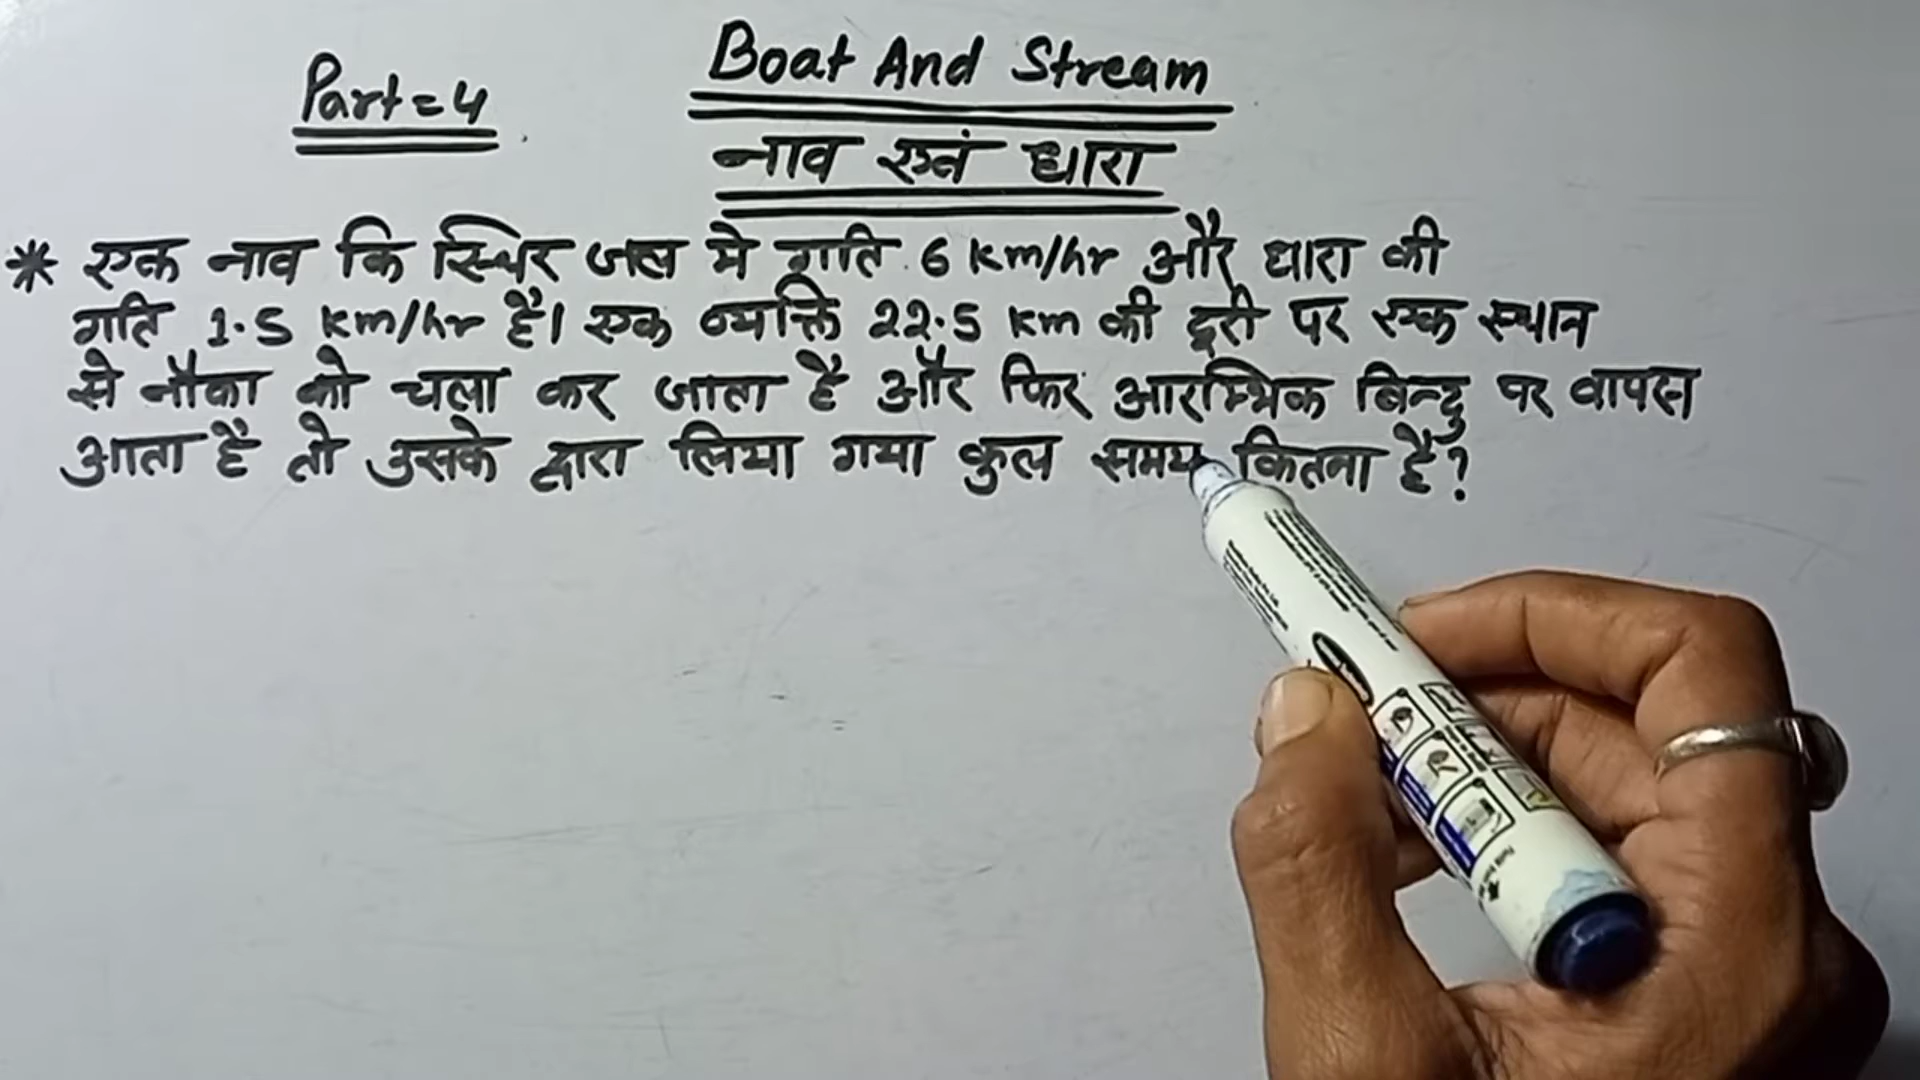 Boat And Stream
Part = 4
नाव एवं धारा
* एक नाव कि स्थिर जल मे गति 6 km/hr और धारा की
गति 1.5 km/hr है। एक व्यक्ति 22.5 km की दूरी पर एक स्थान
से नौका को चला कर जाता है और फिर आरम्भिक बिन्दु पर वापस
आता है तो उसके द्वारा लिया गया कुल समय कितना है?